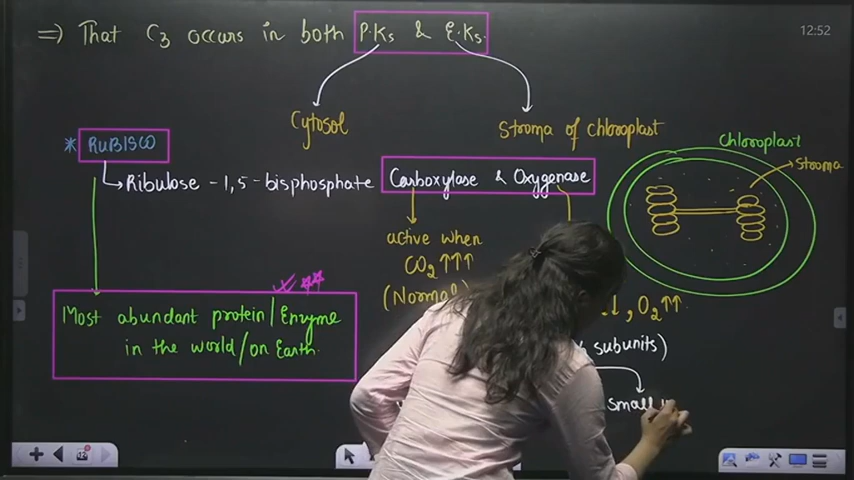 12:52
=> That C3 occurs in both P.Ks & E.Ks.
Cytosol
Stroma of chloroplast
Chloroplast
Stroma
* RuBISCO
Ribulose - 1,5 - bisphosphate Carboxylase & Oxygenase
active when
CO2 ↑↑↑
(Normal)
↓, O2 ↑↑
subunits)
small
Most abundant protein/Enzyme
in the world/on Earth.